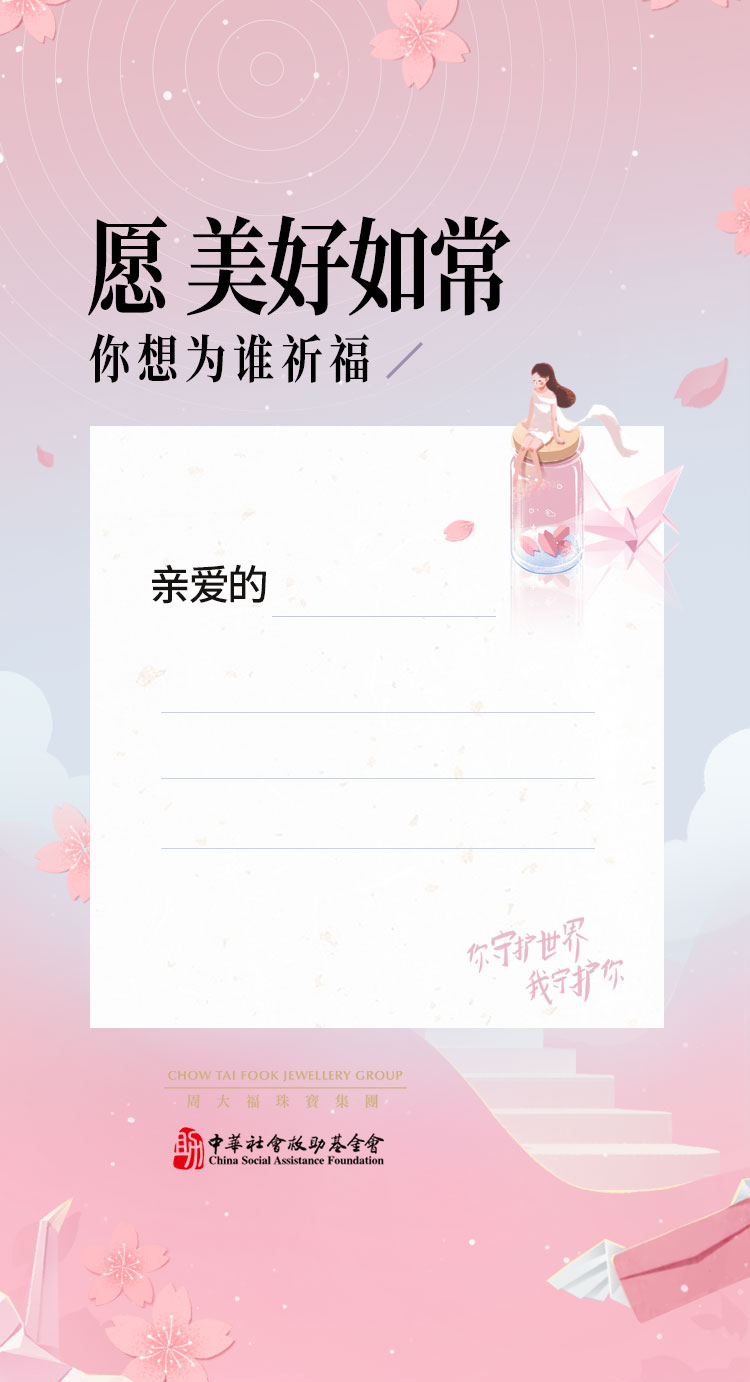 愿 美好如常
你想为谁祈福
亲爱的
你守护世界
我守护你
CHOW TAI FOOK JEWELLERY GROUP
周大福珠寶集團
助 中華社會救助基金會
China Social Assistance Foundation